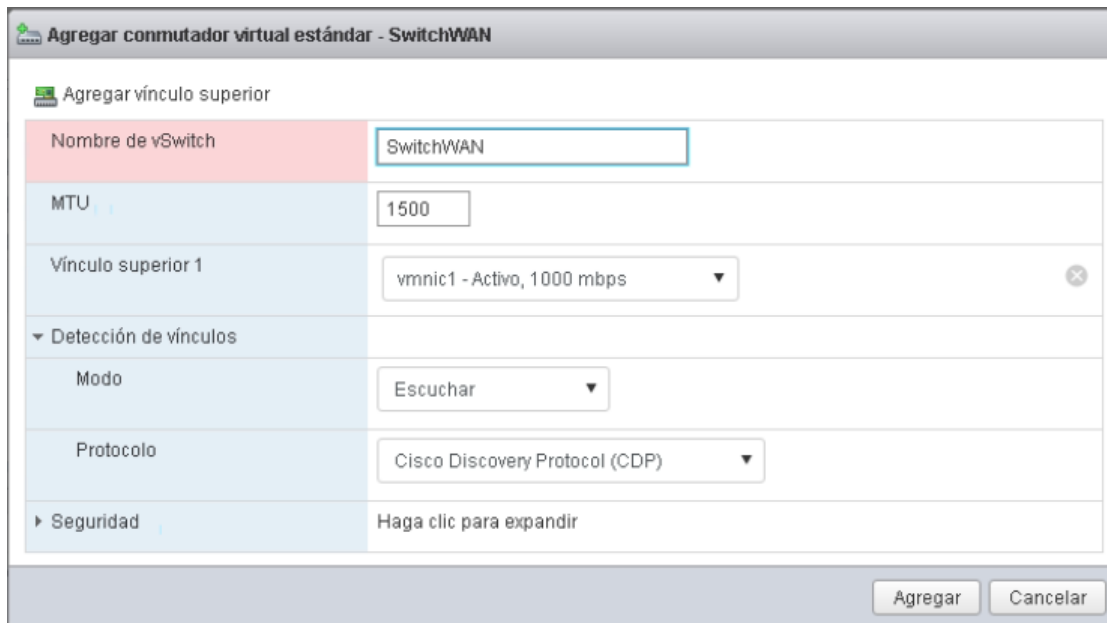 Agregar conmutador virtual estándar - SwitchWAN
Agregar vínculo superior
Nombre de vSwitch
SwitchWAN
MTU
1500
Vínculo superior 1
vmnic1 - Activo, 1000 mbps
Detección de vínculos
Modo
Escuchar
Protocolo
Cisco Discovery Protocol (CDP)
Seguridad
Haga clic para expandir
Agregar
Cancelar